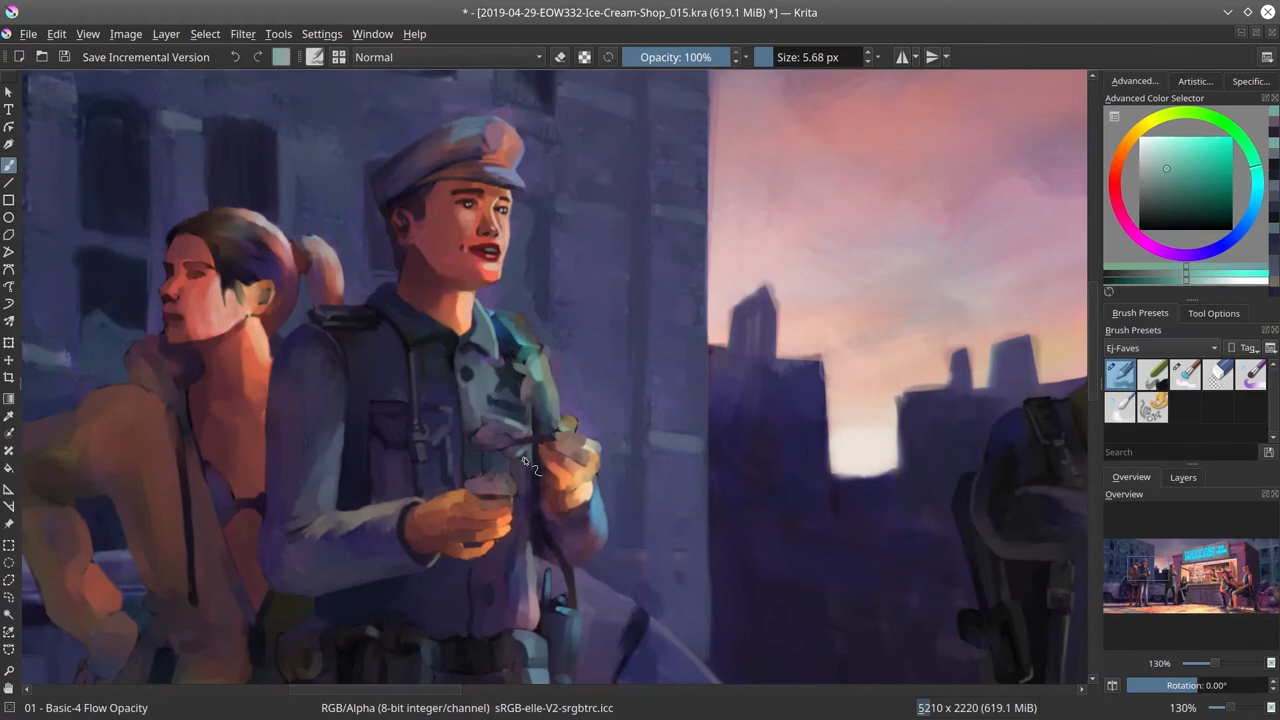 * - [2019-04-29-EOW332-Ice-Cream-Shop_015.kra (619.1 MiB) *] — Krita
File Edit View Image Layer Select Filter Tools Settings Window Help
Save Incremental Version Normal Opacity: 100% Size: 5.68 px
Advanced... Artistic... Specific...
Advanced Color Selector
Brush Presets Tool Options
Brush Presets
Ej-Faves Tag
Search
Overview Layers
Overview
130%
Rotation: 0.00°
01 - Basic-4 Flow Opacity RGB/Alpha (8-bit integer/channel) sRGB-elle-V2-srgbtrc.icc 5210 x 2220 (619.1 MiB) 130%